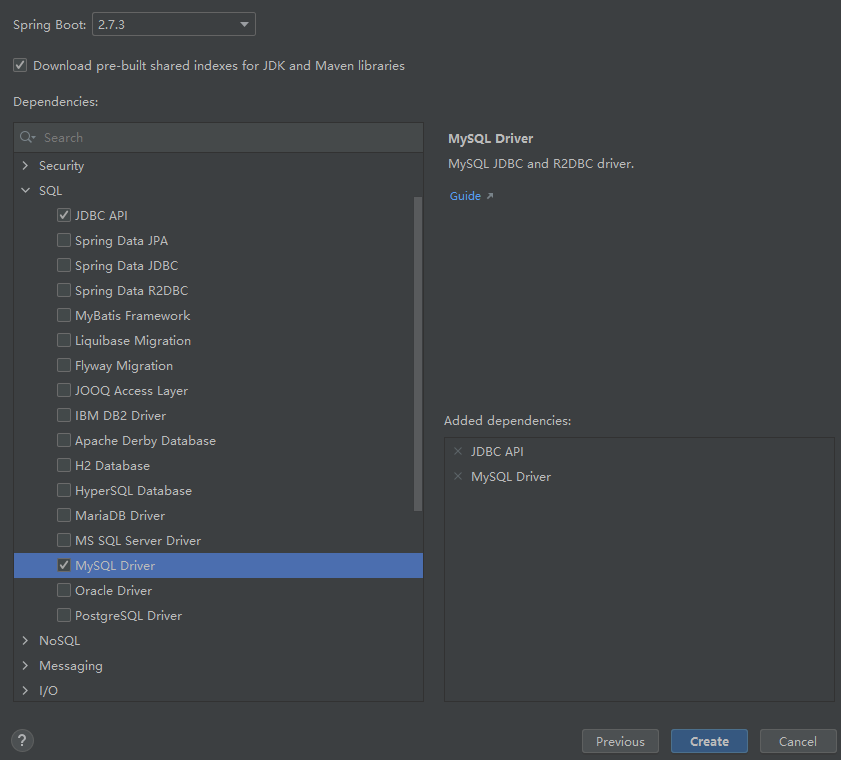 Spring Boot: 2.7.3
Download pre-built shared indexes for JDK and Maven libraries
Dependencies:
Search
Security
SQL
JDBC API
Spring Data JPA
Spring Data JDBC
Spring Data R2DBC
MyBatis Framework
Liquibase Migration
Flyway Migration
JOOQ Access Layer
IBM DB2 Driver
Apache Derby Database
H2 Database
HyperSQL Database
MariaDB Driver
MS SQL Server Driver
MySQL Driver
Oracle Driver
PostgreSQL Driver
NoSQL
Messaging
I/O
MySQL Driver
MySQL JDBC and R2DBC driver.
Guide
Added dependencies:
JDBC API
MySQL Driver
?
Previous
Create
Cancel